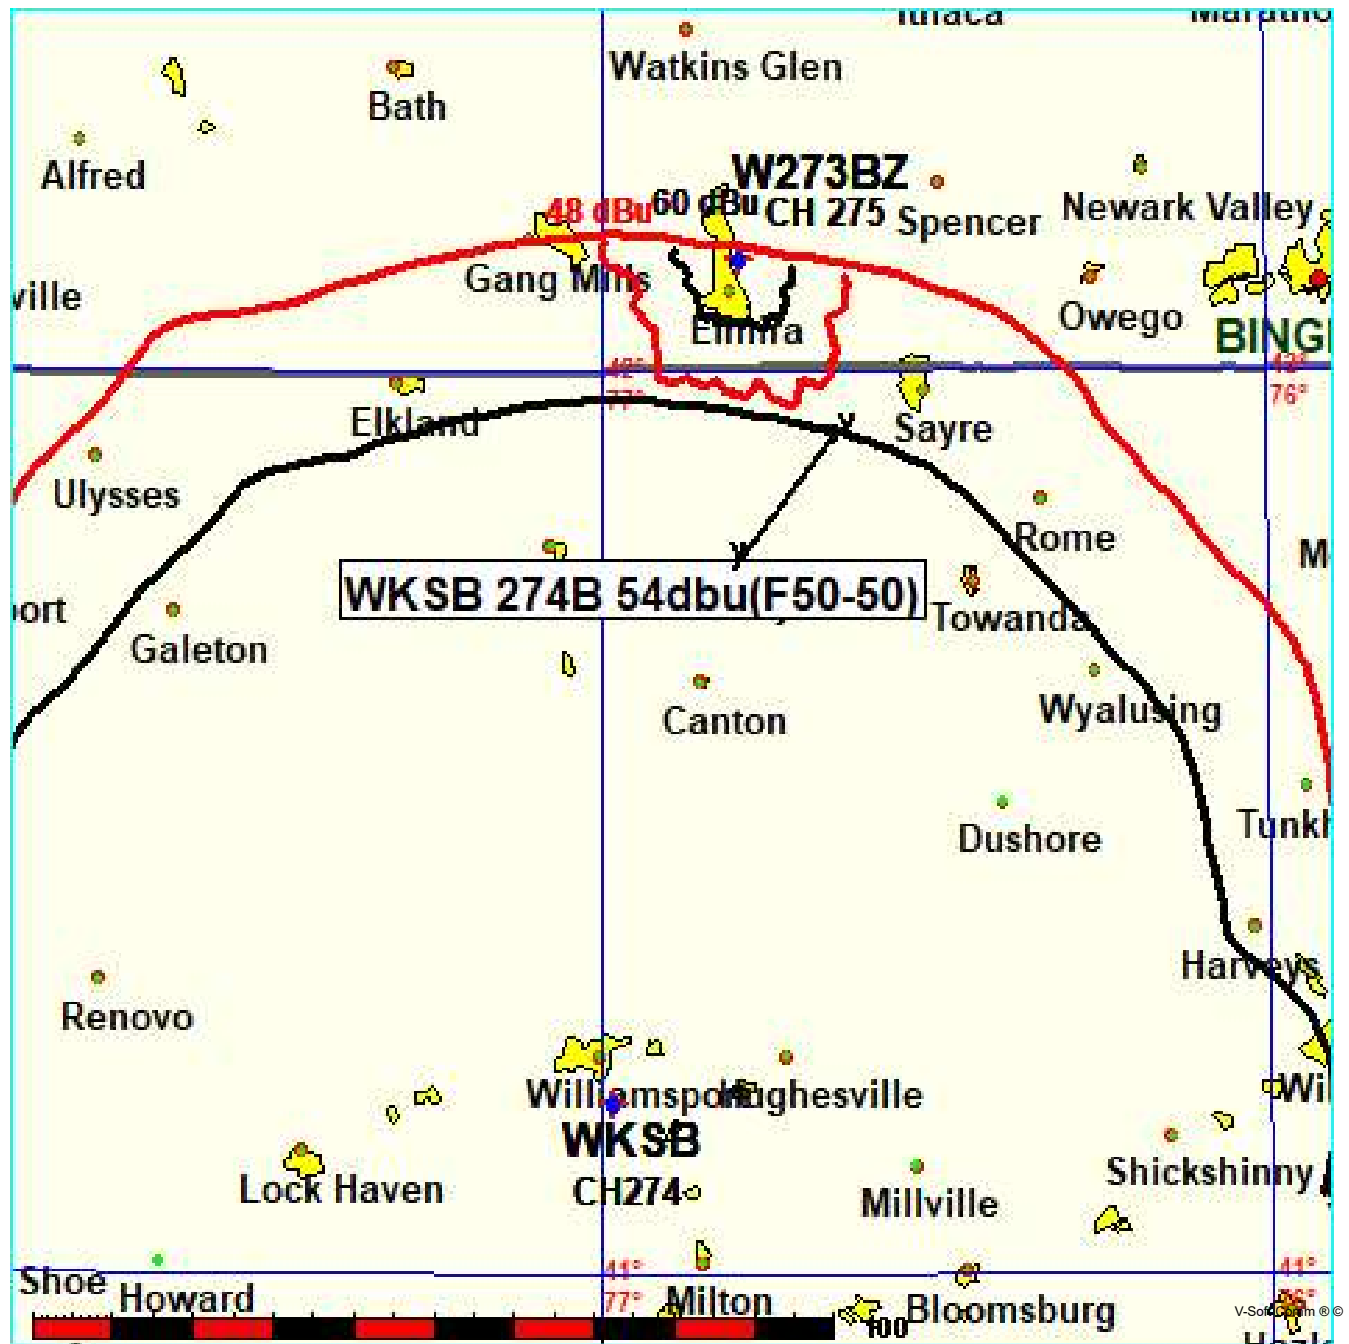 Ithaca
Watkins Glen
Bath
Alfred
W273BZ
48 dBu
60 dBu
CH 275
Spencer
Newark Valley
Gang Mills
ville
Owego
Elmira
BING
42°
77°
42°
76°
Elkland
Sayre
Ulysses
Rome
WKSB 274B 54dbu(F50-50)
Towanda
port
Galeton
Canton
Wyalusing
Dushore
Tunkh
Harveys
Renovo
Williamsport
Hughesville
Wil
WKSB
CH274
Lock Haven
Millville
Shickshinny
41°
77°
41°
76°
Shoe
Howard
Milton
Bloomsburg
100
V-Soft Comm ® ©